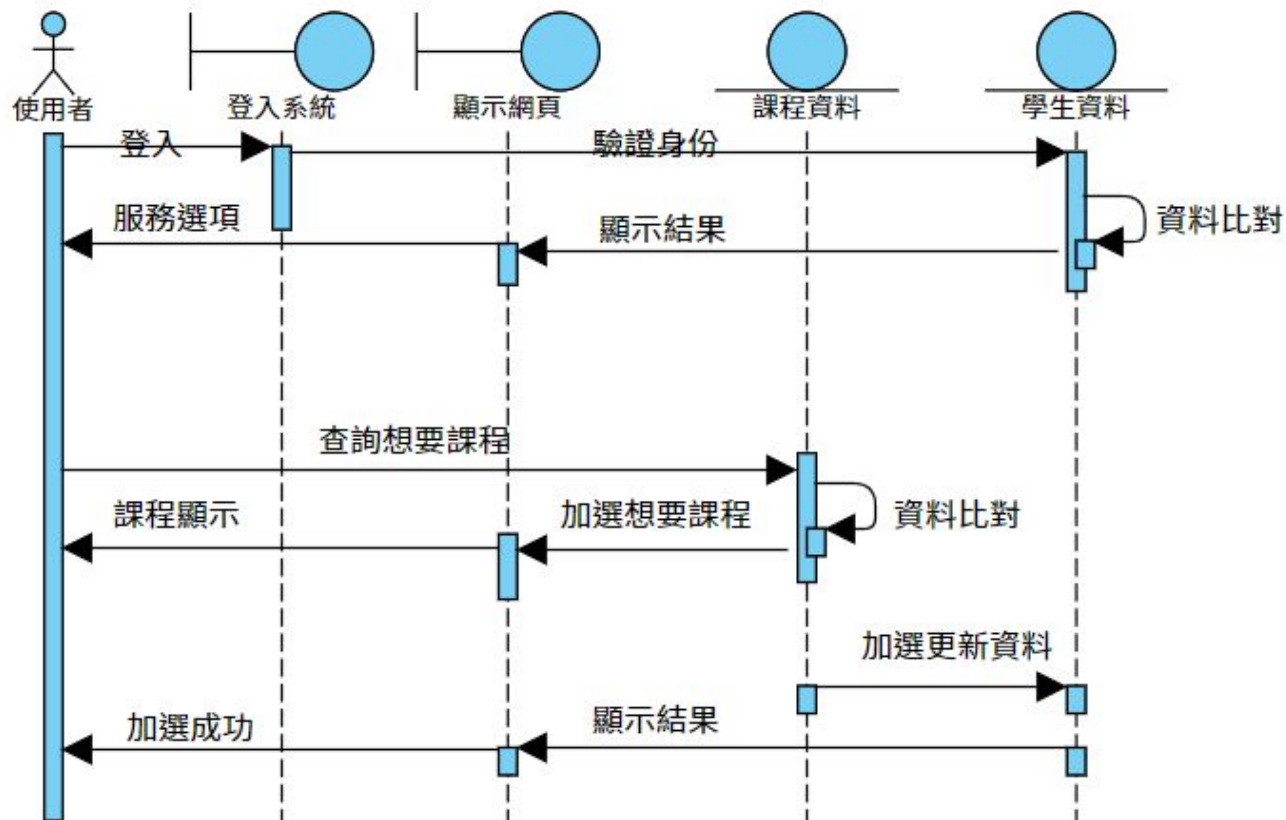 使用者
登入系統
顯示網頁
課程資料
學生資料
登入
驗證身份
服務選項
顯示結果
資料比對
查詢想要課程
課程顯示
加選想要課程
資料比對
加選更新資料
加選成功
顯示結果